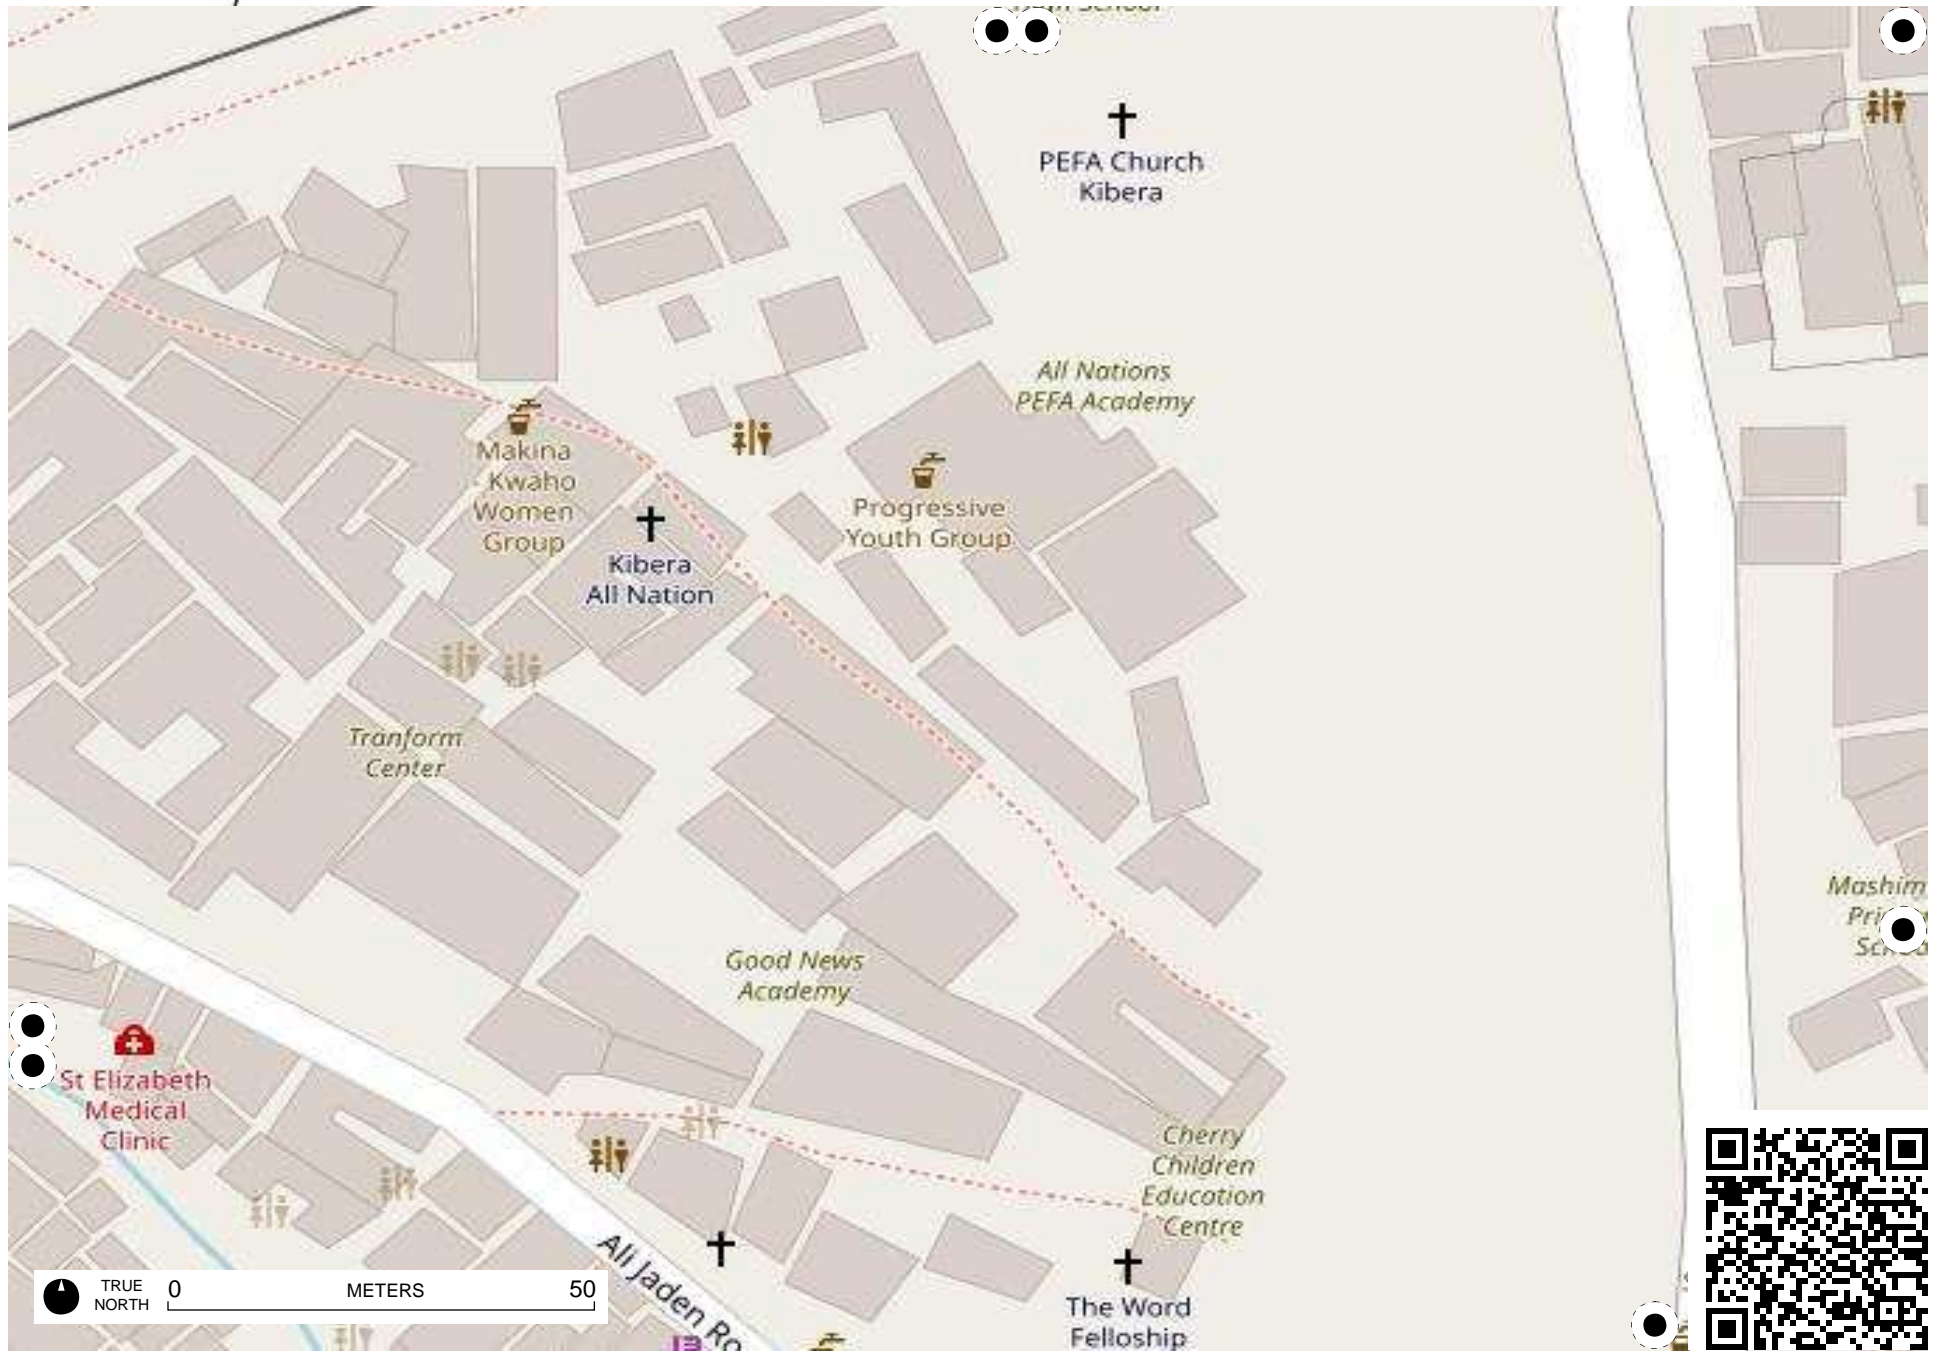 PEFA Church
Kibera
All Nations
PEFA Academy
Makina
Kwaho
Women
Group
Progressive
Youth Group
Kibera
All Nation
Tranform
Center
Mashim
Good News
Academy
St Elizabeth
Medical
Clinic
Cherry
Children
Education
Centre
Ali Jaden Ro
TRUE
NORTH
0
METERS
50
The Word
Felloship